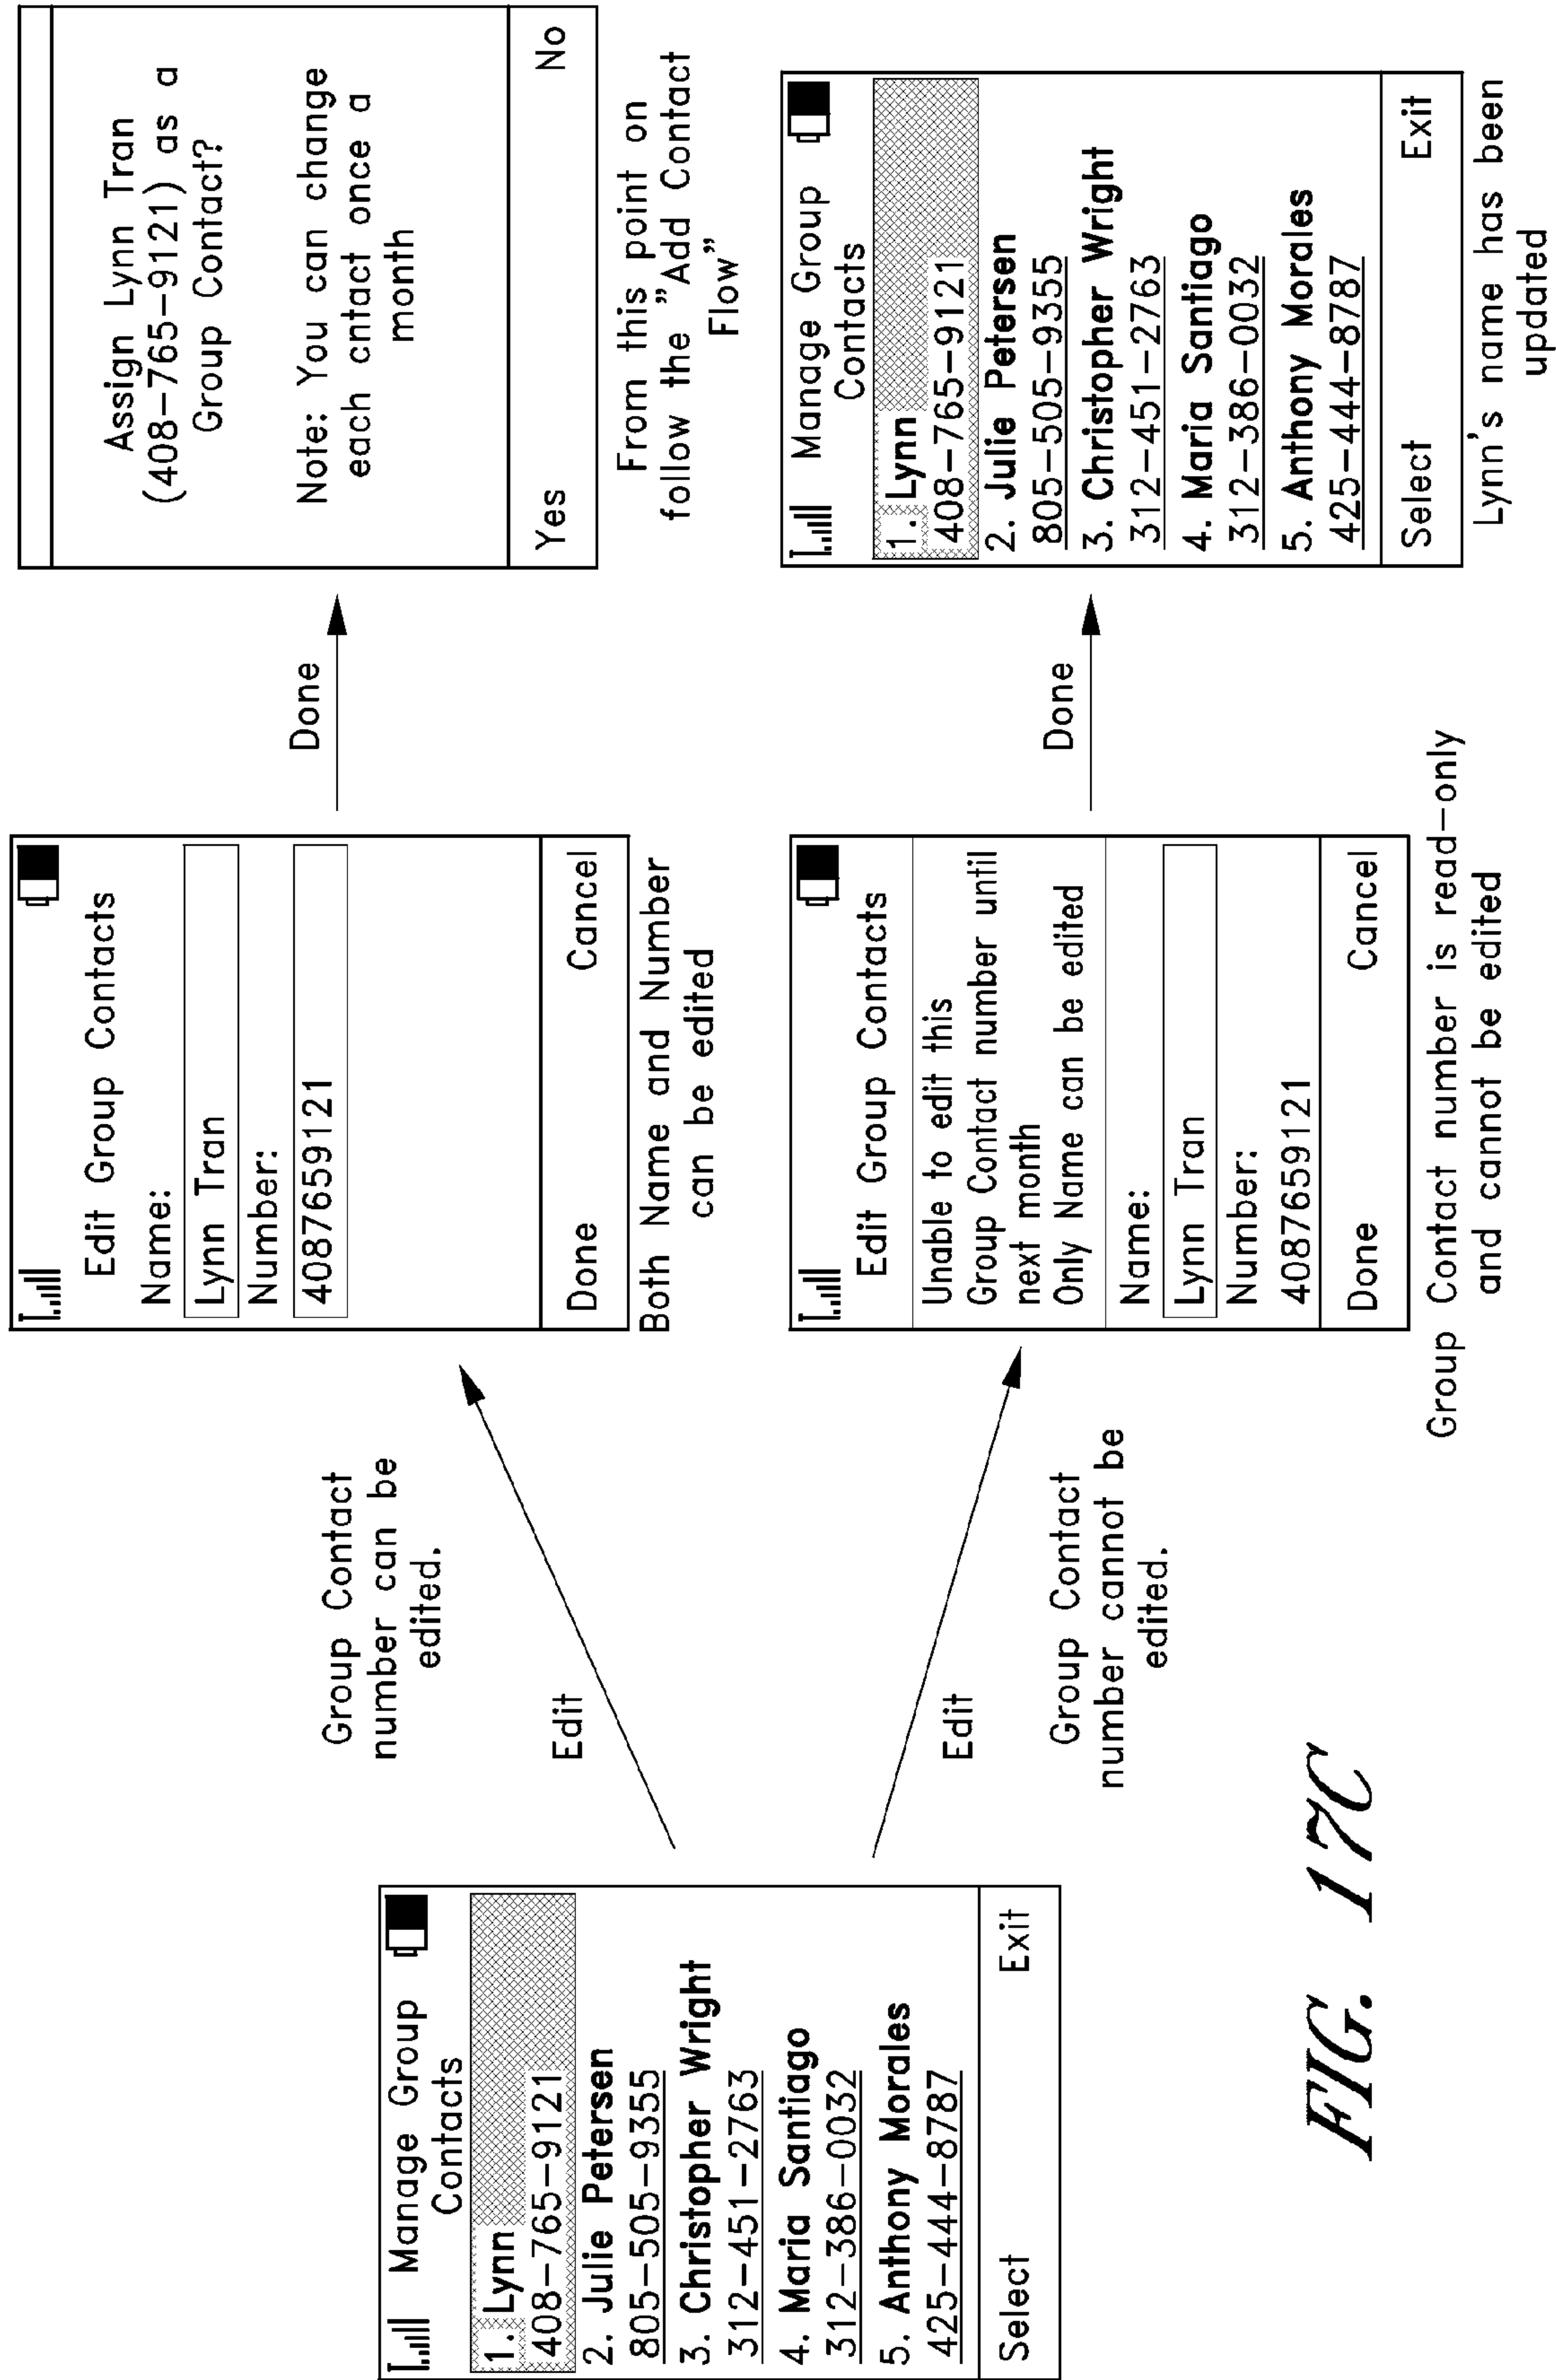 Manage Group
Contacts
1. Lynn
408-765-9121
2. Julie Petersen
805-505-9355
3. Christopher Wright
312-451-2763
4. Maria Santiago
312-386-0032
5. Anthony Morales
425-444-8787
Select Exit
Group Contact
number can be
edited.
Edit
Edit Group Contacts
Name:
Lynn Tran
Number:
4087659121
Done Cancel
Both Name and Number
can be edited
Done
Assign Lynn Tran
(408-765-9121) as a
Group Contact?
Note: You can change
each cntact once a
month
Yes No
From this point on
follow the "Add Contact
Flow"
Edit
Group Contact
number cannot be
edited.
Edit Group Contacts
Unable to edit this
Group Contact number until
next month
Only Name can be edited
Name:
Lynn Tran
Number:
4087659121
Done Cancel
Group Contact number is read-only
and cannot be edited
Done
Manage Group
Contacts
1. Lynn
408-765-9121
2. Julie Petersen
805-505-9355
3. Christopher Wright
312-451-2763
4. Maria Santiago
312-386-0032
5. Anthony Morales
425-444-8787
Select Exit
Lynn's name has been
updated
FIG. 17C